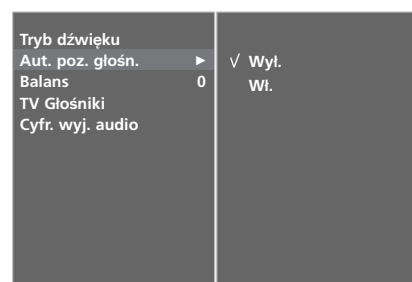 Tryb dźwięku
Aut. poz. głośn. ►
Balans 0
TV Głośniki
Cyfr. wyj. audio
√ Wył.
Wł.